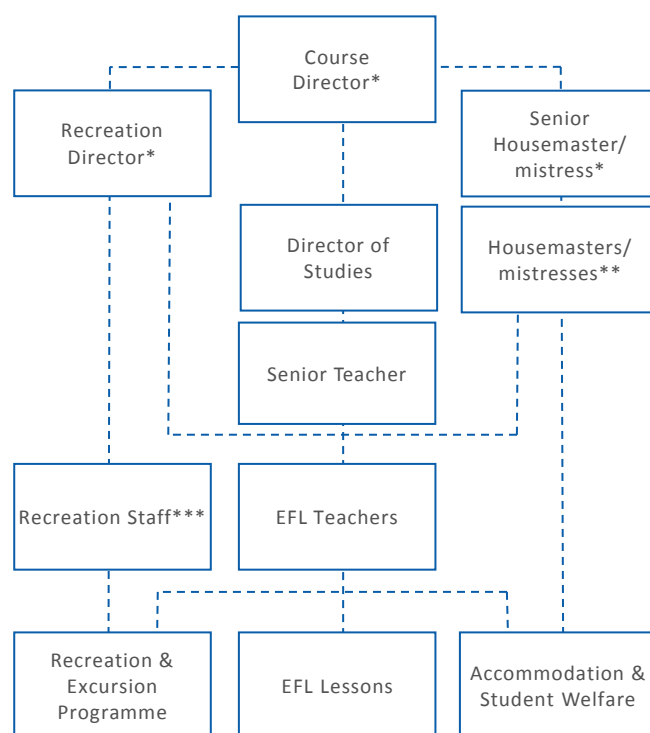 Course
Director*
Recreation
Director*
Senior
Housemaster/
mistress*
Director of
Studies
Housemasters/
mistresses**
Senior Teacher
Recreation Staff***
EFL Teachers
Recreation &
Excursion
Programme
EFL Lessons
Accommodation &
Student Welfare